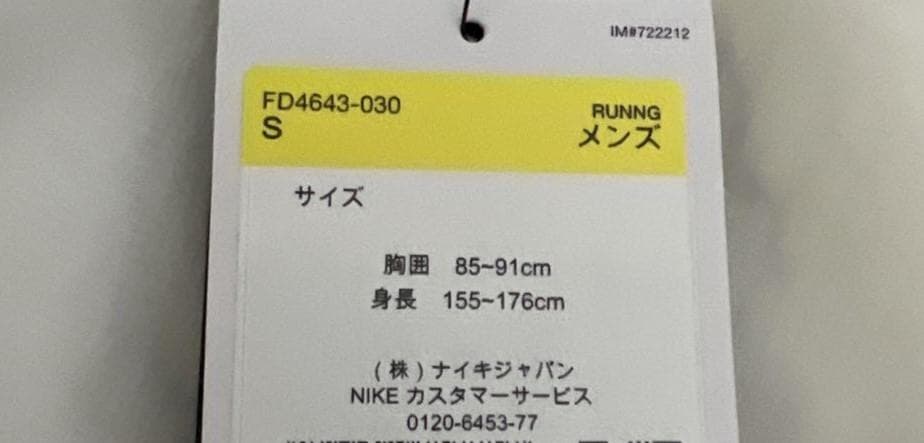 IM#722212
FD4643-030
RUNNG
S
メンズ
サイズ
胸囲 85~91cm
身長 155~176cm
(株)ナイキジャパン
NIKE カスタマーサービス
0120-6453-77